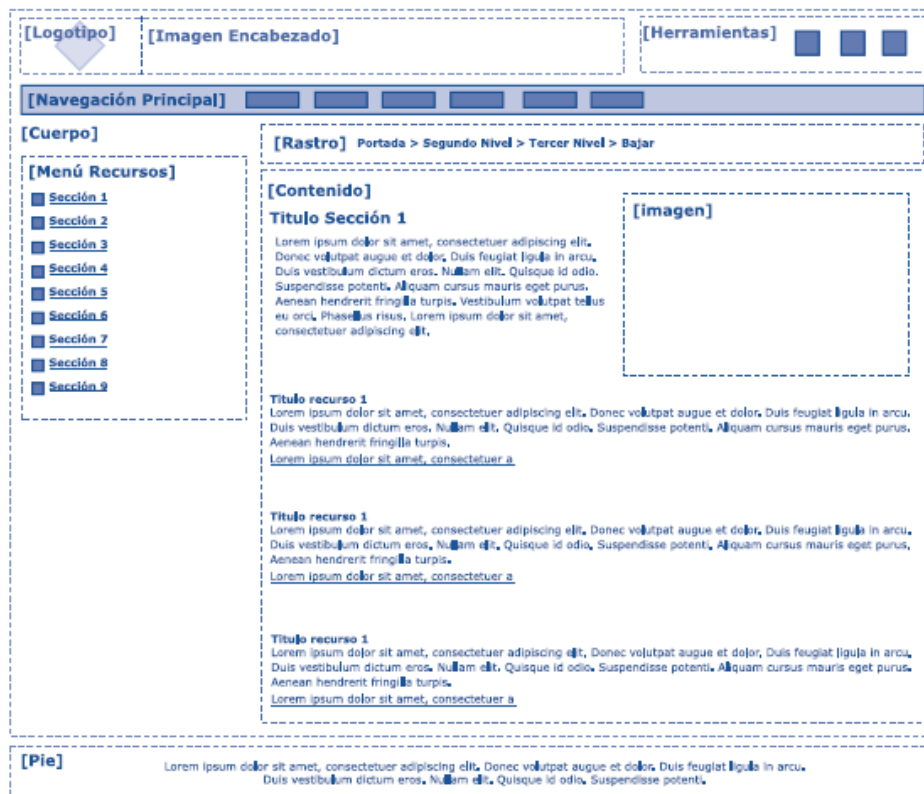 [Logotipo]
[Imagen Encabezado]
[Herramientas]
[Navegación Principal]
[Cuerpo]
[Rastro] Portada > Segundo Nivel > Tercer Nivel > Bajar
[Menú Recursos]
Sección 1
Sección 2
Sección 3
Sección 4
Sección 5
Sección 6
Sección 7
Sección 8
Sección 9
[Contenido]
Titulo Sección 1
Lorem ipsum dolor sit amet, consectetuer adipiscing elit.
Donec volutpat augue et dolor. Duis feugiat ligula in arcu.
Duis vestibulum dictum eros. Nullam elit. Quisque id odio.
Suspendisse potenti. Aliquam cursus mauris eget purus.
Aenean hendrerit fringilla turpis. Vestibulum volutpat tellus
eu orci. Phasellus risus. Lorem ipsum dolor sit amet,
consectetuer adipiscing elit.
[imagen]
Titulo recurso 1
Lorem ipsum dolor sit amet, consectetuer adipiscing elit. Donec volutpat augue et dolor. Duis feugiat ligula in arcu.
Duis vestibulum dictum eros. Nullam elit. Quisque id odio. Suspendisse potenti. Aliquam cursus mauris eget purus.
Aenean hendrerit fringilla turpis.
Lorem ipsum dolor sit amet, consectetuer a
Titulo recurso 1
Lorem ipsum dolor sit amet, consectetuer adipiscing elit. Donec volutpat augue et dolor. Duis feugiat ligula in arcu.
Duis vestibulum dictum eros. Nullam elit. Quisque id odio. Suspendisse potenti. Aliquam cursus mauris eget purus.
Aenean hendrerit fringilla turpis.
Lorem ipsum dolor sit amet, consectetuer a
Titulo recurso 1
Lorem ipsum dolor sit amet, consectetuer adipiscing elit. Donec volutpat augue et dolor. Duis feugiat ligula in arcu.
Duis vestibulum dictum eros. Nullam elit. Quisque id odio. Suspendisse potenti. Aliquam cursus mauris eget purus.
Aenean hendrerit fringilla turpis.
Lorem ipsum dolor sit amet, consectetuer a
[Pie]
Lorem ipsum dolor sit amet, consectetuer adipiscing elit. Donec volutpat augue et dolor. Duis feugiat ligula in arcu.
Duis vestibulum dictum eros. Nullam elit. Quisque id odio. Suspendisse potenti.